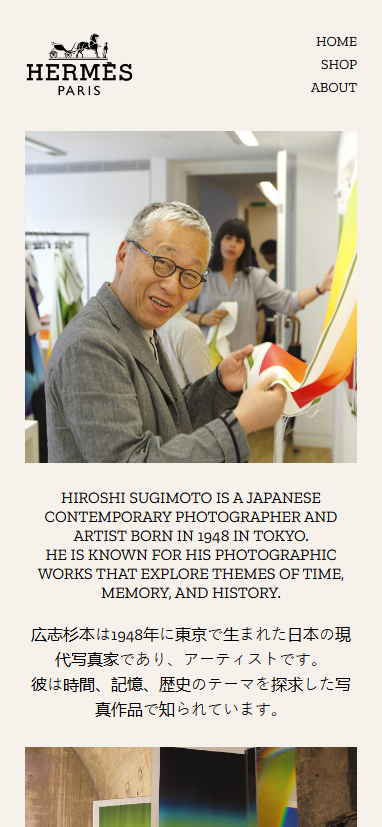 HERMÈS
PARIS
HOME
SHOP
ABOUT
HIROSHI SUGIMOTO IS A JAPANESE
CONTEMPORARY PHOTOGRAPHER AND
ARTIST BORN IN 1948 IN TOKYO.
HE IS KNOWN FOR HIS PHOTOGRAPHIC
WORKS THAT EXPLORE THEMES OF TIME,
MEMORY, AND HISTORY.
広志杉本は1948年に東京で生まれた日本の現
代写真家であり、アーティストです。
彼は時間、記憶、歴史のテーマを探求した写
真作品で知られています。